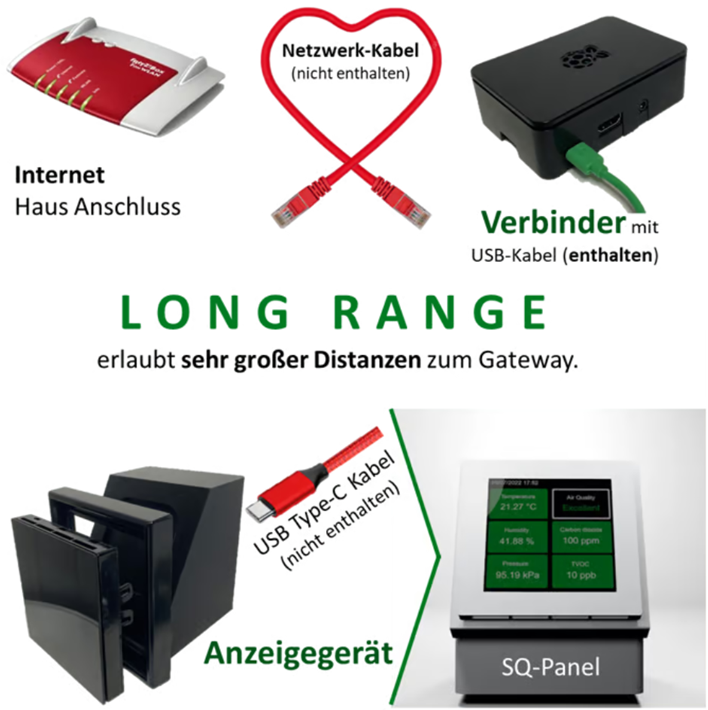 Netzwerk-Kabel
(nicht enthalten)
Internet
Haus Anschluss
Verbinder mit
USB-Kabel (enthalten)
LONG RANGE
erlaubt sehr großer Distanzen zum Gateway.
USB Type-C Kabel
(nicht enthalten)
Anzeigegerät
Temperature
21.27 °C
Air Quality
Excellent
Humidity
41.88 %
Carbon dioxide
100 ppm
Pressure
95.19 kPa
TVOC
10 ppb
SQ-Panel